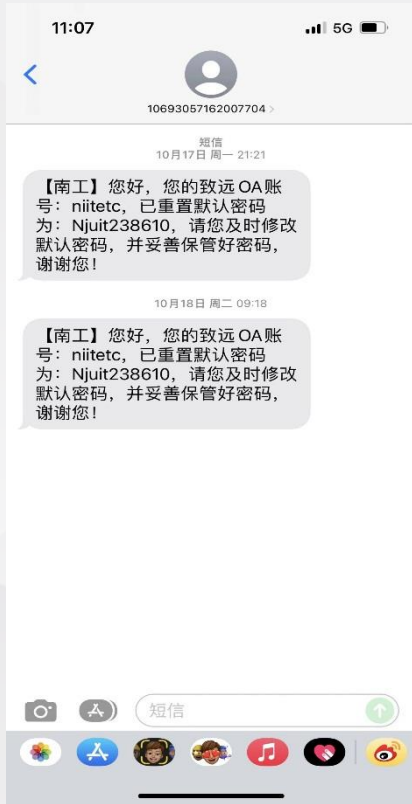 11:07
5G
10693057162007704 >
短信
10月17日 周一 21:21
【南工】您好，您的致远OA账
号：niitetc，已重置默认密码
为：Njuit238610，请您及时修改
默认密码，并妥善保管好密码，
谢谢您！
10月18日 周二 09:18
【南工】您好，您的致远OA账
号：niitetc，已重置默认密码
为：Njuit238610，请您及时修改
默认密码，并妥善保管好密码，
谢谢您！
短信